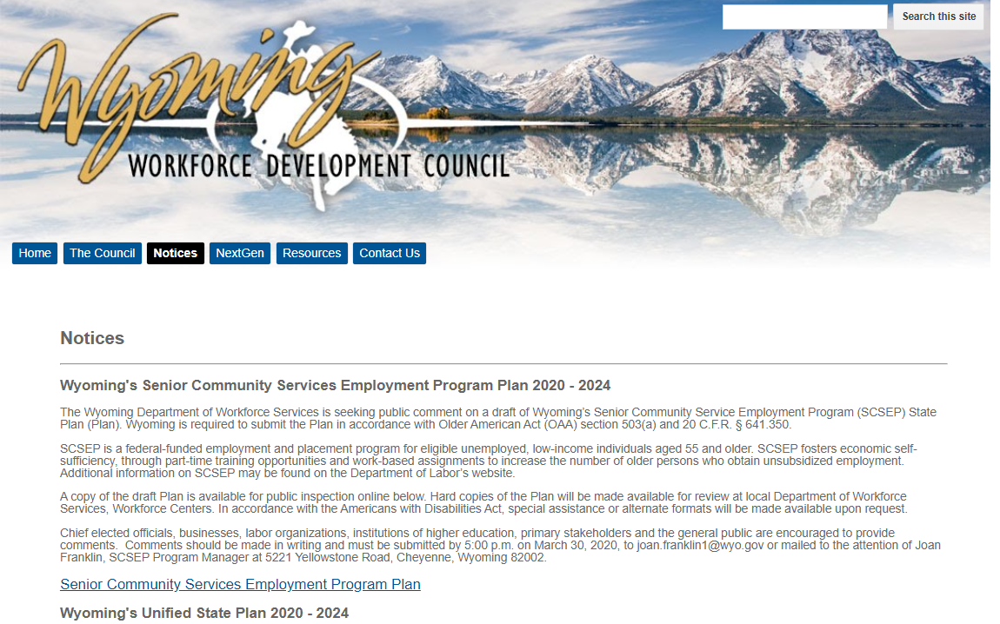 Search this site
Wyoming
WORKFORCE DEVELOPMENT COUNCIL
Home The Council Notices NextGen Resources Contact Us
Notices
Wyoming's Senior Community Services Employment Program Plan 2020 - 2024
The Wyoming Department of Workforce Services is seeking public comment on a draft of Wyoming's Senior Community Service Employment Program (SCSEP) State
Plan (Plan). Wyoming is required to submit the Plan in accordance with Older American Act (OAA) section 503(a) and 20 C.F.R. § 641.350.
SCSEP is a federal-funded employment and placement program for eligible unemployed, low-income individuals aged 55 and older. SCSEP fosters economic self-
sufficiency, through part-time training opportunities and work-based assignments to increase the number of older persons who obtain unsubsidized employment.
Additional information on SCSEP may be found on the Department of Labor's website.
A copy of the draft Plan is available for public inspection online below. Hard copies of the Plan will be made available for review at local Department of Workforce
Services, Workforce Centers. In accordance with the Americans with Disabilities Act, special assistance or alternate formats will be made available upon request.
Chief elected officials, businesses, labor organizations, institutions of higher education, primary stakeholders and the general public are encouraged to provide
comments.  Comments should be made in writing and must be submitted by 5:00 p.m. on March 30, 2020, to joan.franklin1@wyo.gov or mailed to the attention of Joan
Franklin, SCSEP Program Manager at 5221 Yellowstone Road, Cheyenne, Wyoming 82002.
Senior Community Services Employment Program Plan
Wyoming's Unified State Plan 2020 - 2024